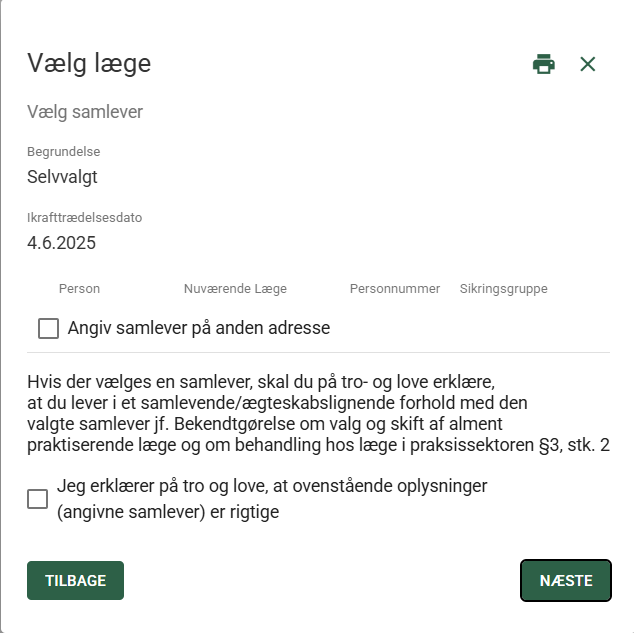 Vælg læge
Vælg samlever
Begrundelse
Selvvalgt
Ikrafttrædelsesdato
4.6.2025
Person Nuværende Læge Personnummer Sikringsgruppe
Angiv samlever på anden adresse
Hvis der vælges en samlever, skal du på tro- og love erklære,
at du lever i et samlevende/ægteskabslignende forhold med den
valgte samlever jf. Bekendtgørelse om valg og skift af alment
praktiserende læge og om behandling hos læge i praksissektoren §3, stk. 2
Jeg erklærer på tro og love, at ovenstående oplysninger
(angivne samlever) er rigtige
TILBAGE NÆSTE